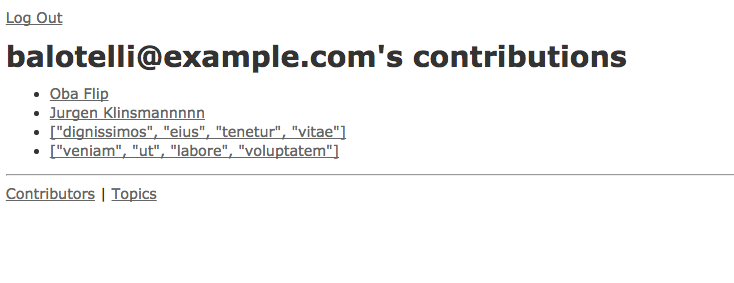 Log Out
balotelli@example.com's contributions
Oba Flip
Jurgen Klinsmannnnn
["dignissimos", "eius", "tenetur", "vitae"]
["veniam", "ut", "labore", "voluptatem"]
Contributors | Topics